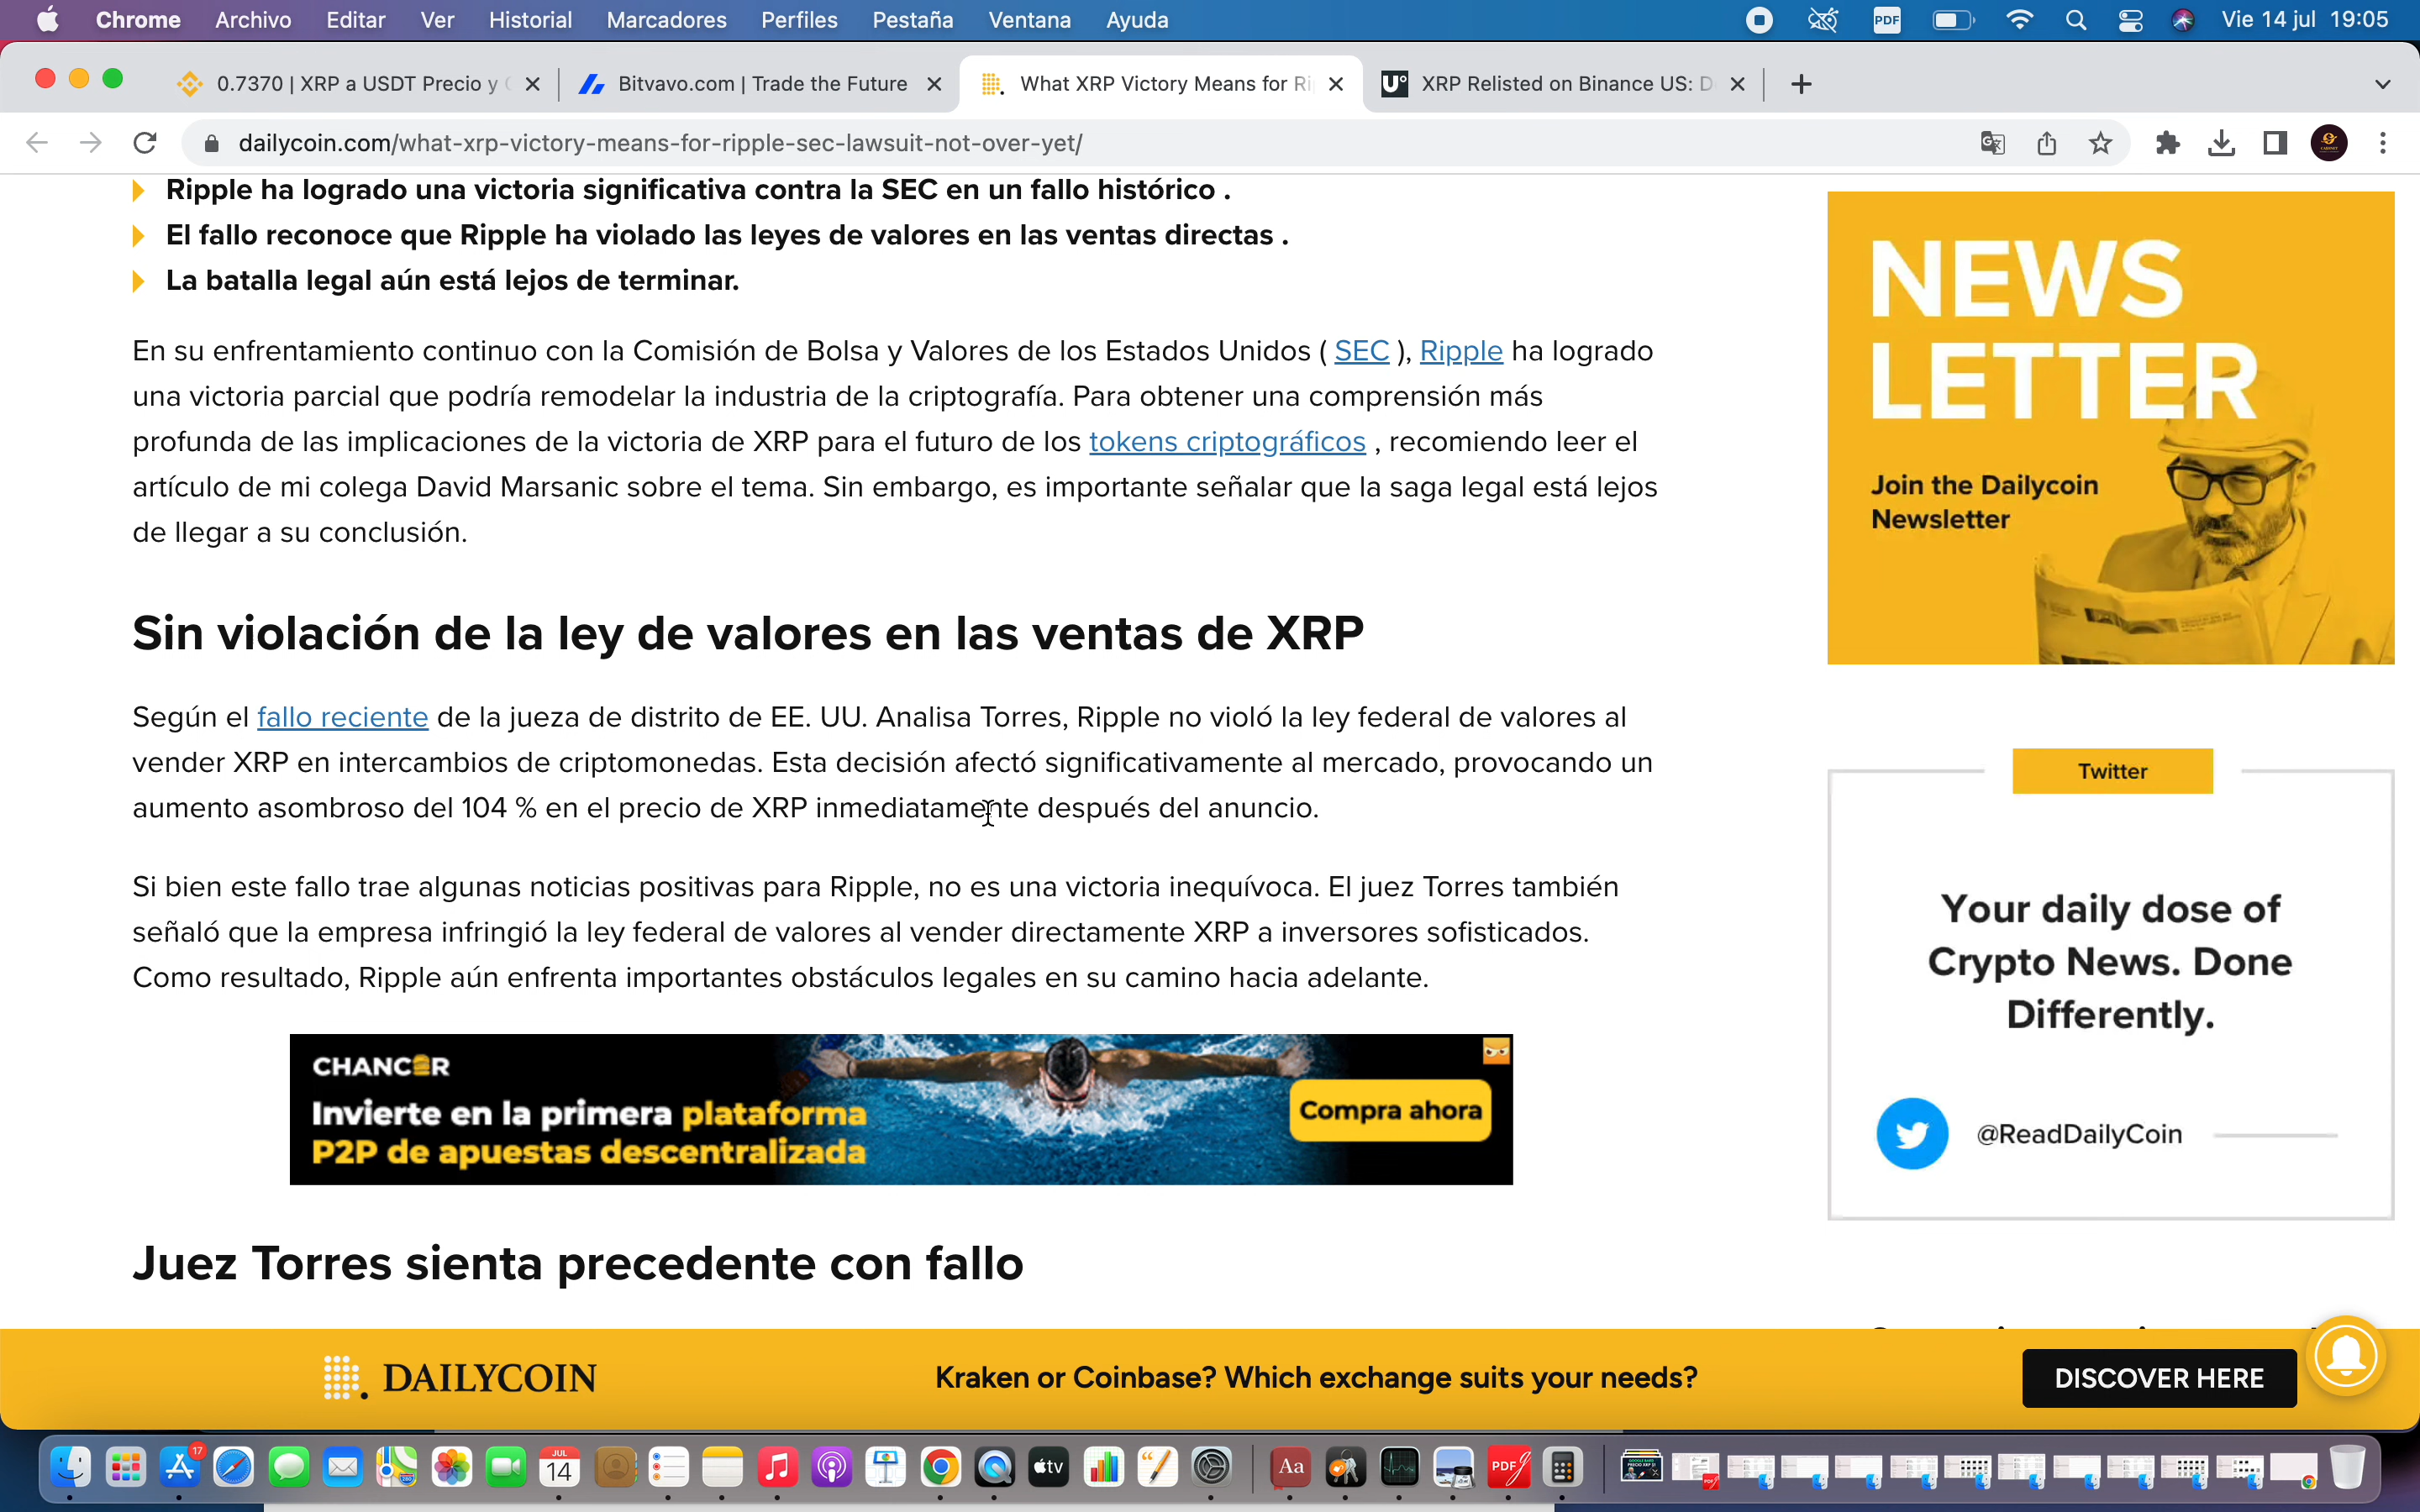 Chrome Archivo Editar Ver Historial Marcadores Perfiles Pestaña Ventana Ayuda PDF Vie 14 jul 19:05
0.7370 | XRP a USDT Precio y Bitvavo.com | Trade the Future What XRP Victory Means for Ri XRP Relisted on Binance US: D
dailycoin.com/what-xrp-victory-means-for-ripple-sec-lawsuit-not-over-yet/
Ripple ha logrado una victoria significativa contra la SEC en un fallo histórico .
El fallo reconoce que Ripple ha violado las leyes de valores en las ventas directas .
La batalla legal aún está lejos de terminar.
En su enfrentamiento continuo con la Comisión de Bolsa y Valores de los Estados Unidos ( SEC ), Ripple ha logrado
una victoria parcial que podría remodelar la industria de la criptografía. Para obtener una comprensión más
profunda de las implicaciones de la victoria de XRP para el futuro de los tokens criptográficos , recomiendo leer el
artículo de mi colega David Marsanic sobre el tema. Sin embargo, es importante señalar que la saga legal está lejos
de llegar a su conclusión.
Sin violación de la ley de valores en las ventas de XRP
Según el fallo reciente de la jueza de distrito de EE. UU. Analisa Torres, Ripple no violó la ley federal de valores al
vender XRP en intercambios de criptomonedas. Esta decisión afectó significativamente al mercado, provocando un
aumento asombroso del 104 % en el precio de XRP inmediatamente después del anuncio.
Si bien este fallo trae algunas noticias positivas para Ripple, no es una victoria inequívoca. El juez Torres también
señaló que la empresa infringió la ley federal de valores al vender directamente XRP a inversores sofisticados.
Como resultado, Ripple aún enfrenta importantes obstáculos legales en su camino hacia adelante.
CHANCER
Invierte en la primera plataforma
P2P de apuestas descentralizada
Compra ahora
Juez Torres sienta precedente con fallo
NEWS
LETTER
Join the Dailycoin
Newsletter
Twitter
Your daily dose of
Crypto News. Done
Differently.
@ReadDailyCoin
DAILYCOIN
Kraken or Coinbase? Which exchange suits your needs?
DISCOVER HERE
17
JUL
14
tv
Aa
PDF